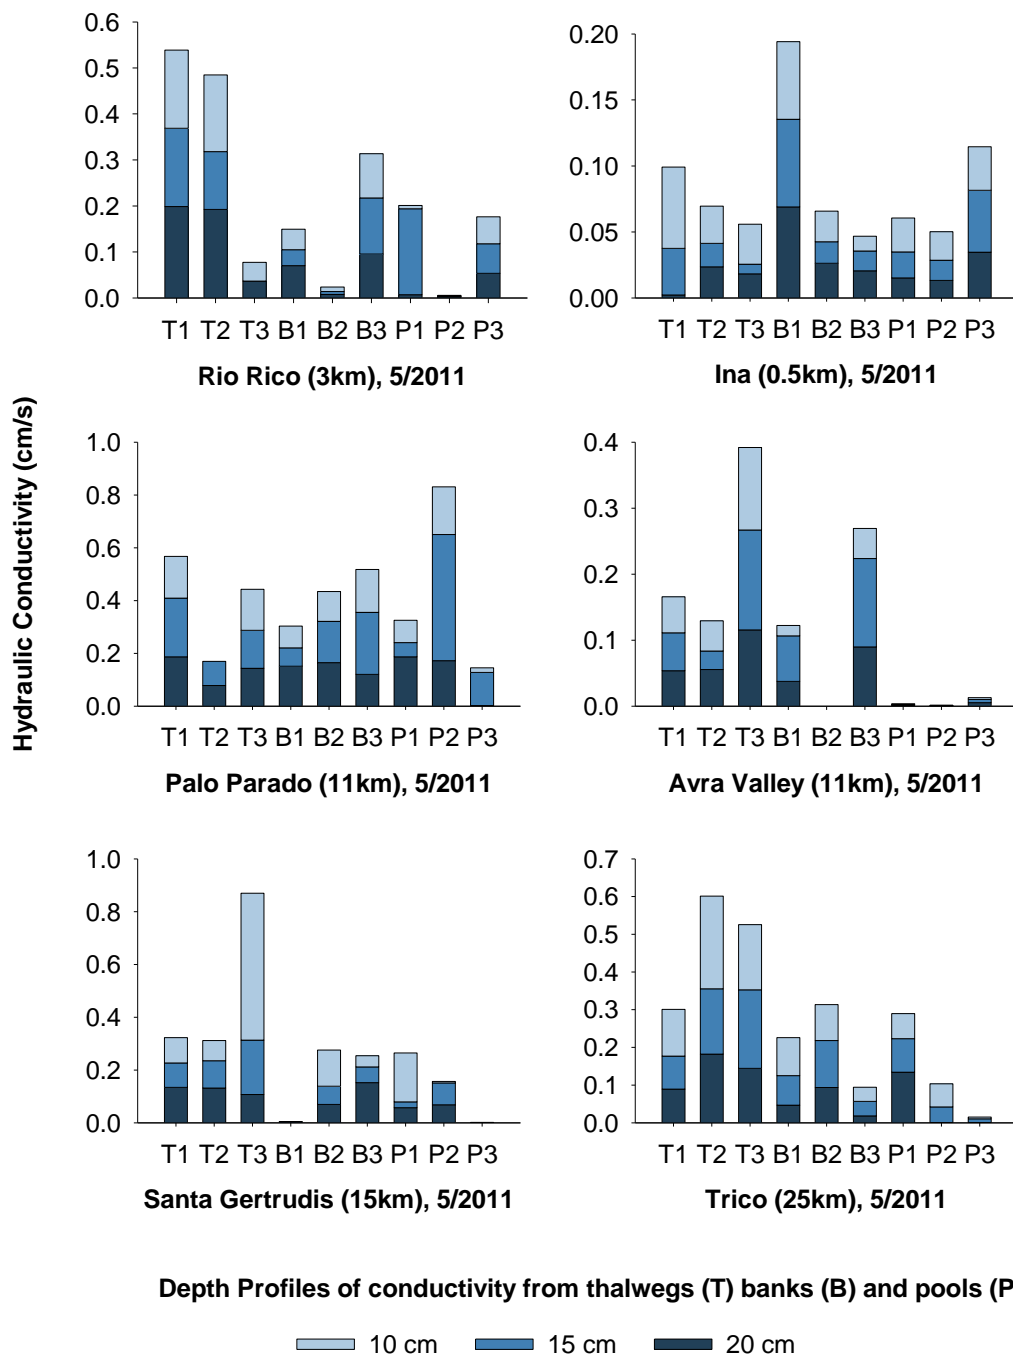 Hydraulic Conductivity (cm/s)
0.6
0.5
0.4
0.3
0.2
0.1
0.0
T1 T2 T3 B1 B2 B3 P1 P2 P3
Rio Rico (3km), 5/2011
0.20
0.15
0.10
0.05
0.00
T1 T2 T3 B1 B2 B3 P1 P2 P3
Ina (0.5km), 5/2011
1.0
0.8
0.6
0.4
0.2
0.0
T1 T2 T3 B1 B2 B3 P1 P2 P3
Palo Parado (11km), 5/2011
0.4
0.3
0.2
0.1
0.0
T1 T2 T3 B1 B2 B3 P1 P2 P3
Avra Valley (11km), 5/2011
1.0
0.8
0.6
0.4
0.2
0.0
T1 T2 T3 B1 B2 B3 P1 P2 P3
Santa Gertrudis (15km), 5/2011
0.7
0.6
0.5
0.4
0.3
0.2
0.1
0.0
T1 T2 T3 B1 B2 B3 P1 P2 P3
Trico (25km), 5/2011
Depth Profiles of conductivity from thalwegs (T) banks (B) and pools (P
10 cm 15 cm 20 cm